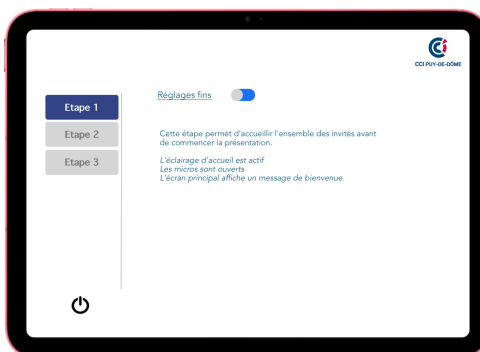 CCI PUY-DE-DÔME
Réglages fins
Etape 1
Etape 2
Etape 3
Cette étape permet d'accueillir l'ensemble des invités avant
de commencer la présentation.
L'éclairage d'accueil est actif
Les micros sont ouverts
L'écran principal affiche un message de bienvenue